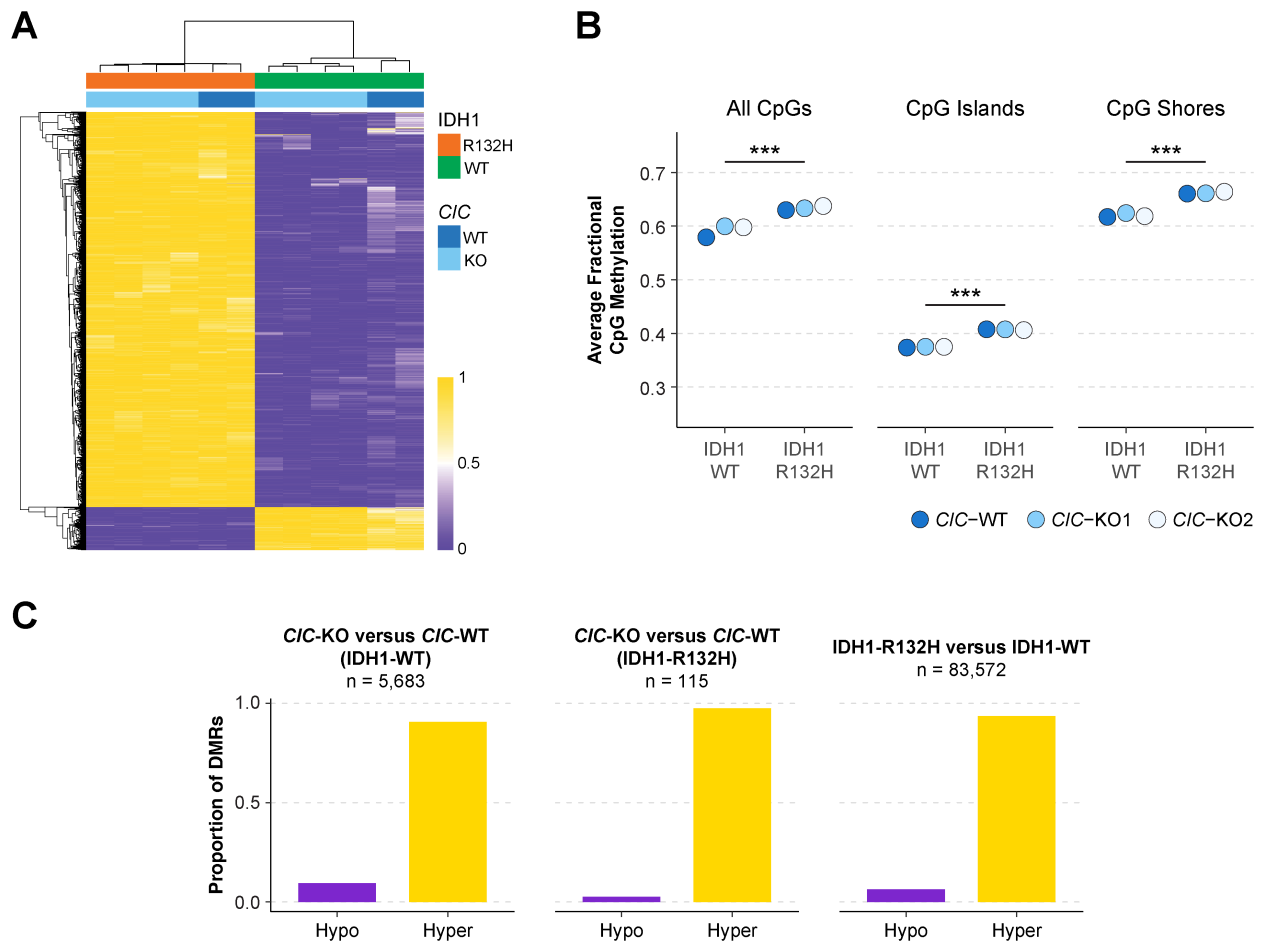 A
IDH1
R132H
WT
CIC
WT
KO
1
0.5
0
B
All CpGs
CpG Islands
CpG Shores
Average Fractional
CpG Methylation
0.7
0.6
0.5
0.4
0.3
***
***
***
IDH1
WT
IDH1
R132H
IDH1
WT
IDH1
R132H
IDH1
WT
IDH1
R132H
CIC−WT
CIC−KO1
CIC−KO2
C
CIC-KO versus CIC-WT
(IDH1-WT)
n = 5,683
CIC-KO versus CIC-WT
(IDH1-R132H)
n = 115
IDH1-R132H versus IDH1-WT
n = 83,572
Proportion of DMRs
1.0
0.5
0.0
Hypo
Hyper
Hypo
Hyper
Hypo
Hyper